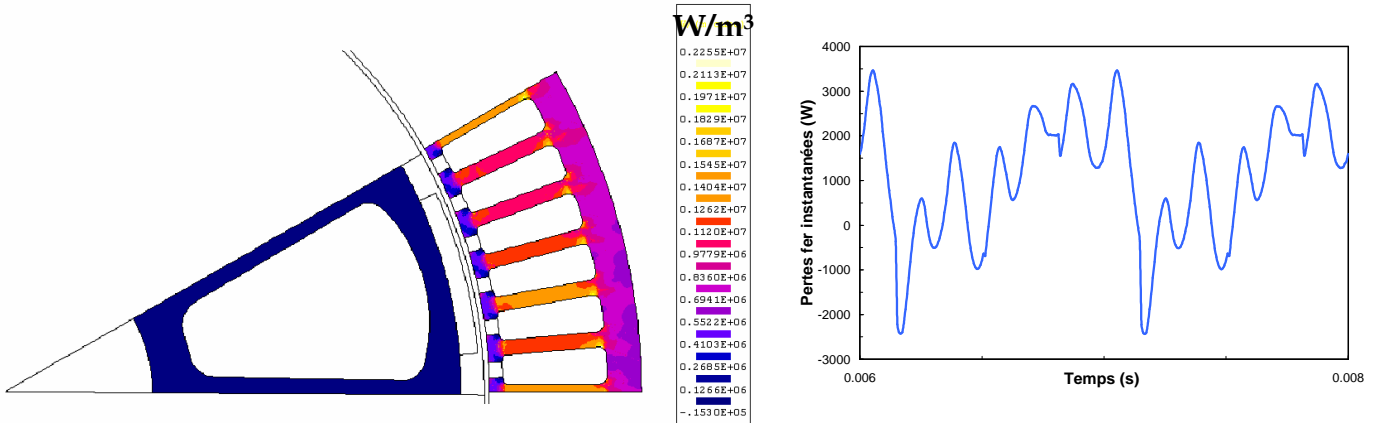 W/m³
0.2255E+07
0.2113E+07
0.1971E+07
0.1829E+07
0.1687E+07
0.1545E+07
0.1404E+07
0.1262E+07
0.1120E+07
0.9779E+06
0.8360E+06
0.6941E+06
0.5522E+06
0.4103E+06
0.2685E+06
0.1266E+06
-.1530E+05
Pertes fer instantanées (W)
4000
3000
2000
1000
0
-1000
-2000
-3000
0.006
Temps (s)
0.008